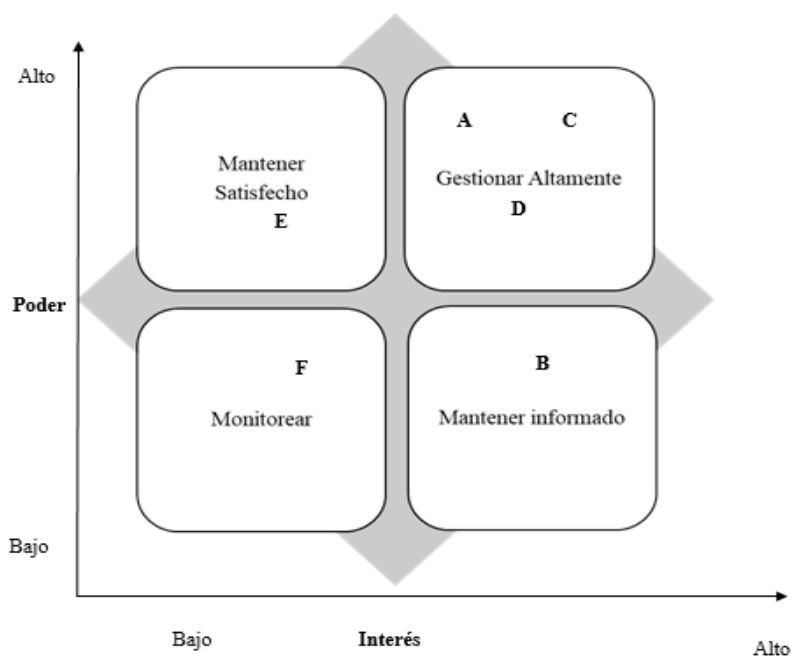 Alto
A C
Mantener
Satisfecho
Gestionar Altamente
E
D
Poder
F
B
Monitorear
Mantener informado
Bajo
Bajo
Interés
Alto